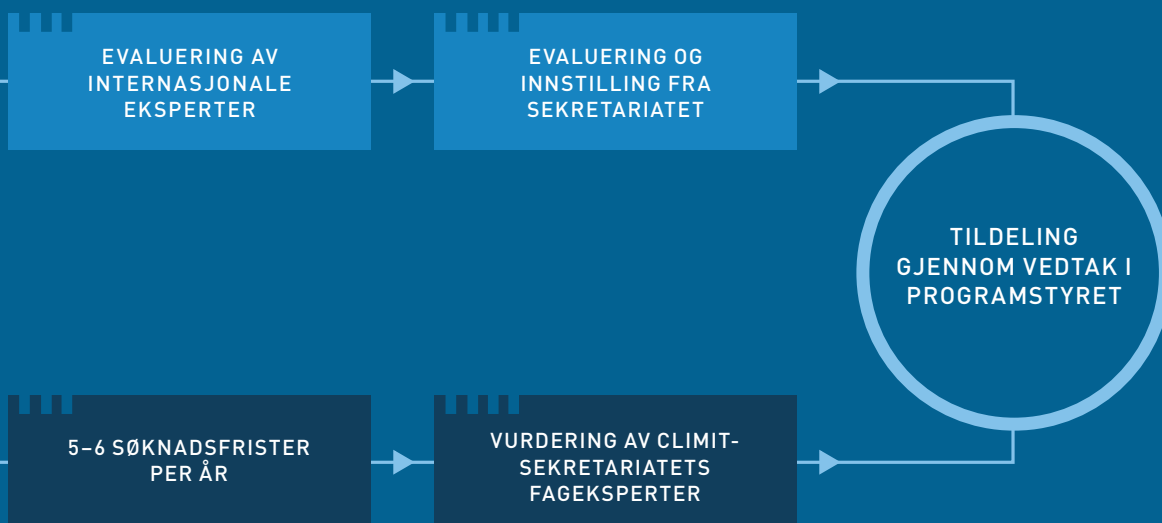 EVALUERING AV
INTERNASJONALE
EKSPERTER
EVALUERING OG
INNSTILLING FRA
SEKRETARIATET
TILDELING
GJENNOM VEDTAK I
PROGRAMSTYRET
5–6 SØKNADSFRISTER
PER ÅR
VURDERING AV CLIMIT-
SEKRETARIATETS
FAGEKSPERTER